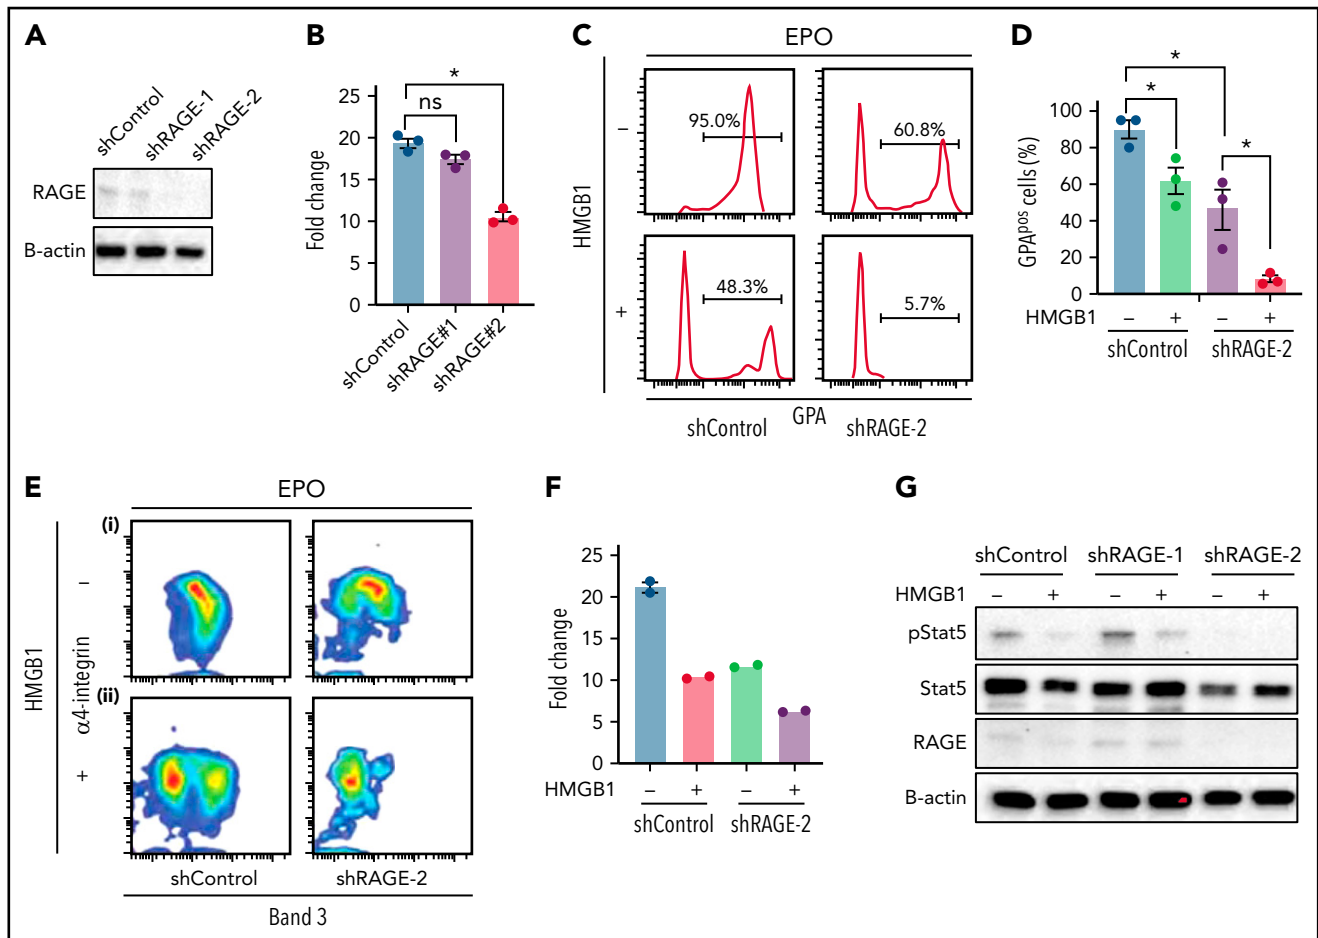 A
shControl
shRAGE-1
shRAGE-2
RAGE
B-actin
B
Fold change
25
20
15
10
5
0
ns
*
shControl
shRAGE#1
shRAGE#2
C
EPO
HMGB1
–
+
95.0%
60.8%
48.3%
5.7%
GPA
shControl
shRAGE-2
D
GPApos cells (%)
100
80
60
40
20
0
*
*
*
HMGB1 – + – +
shControl shRAGE-2
E
EPO
HMGB1
α4-integrin
–
+
(i)
(ii)
shControl shRAGE-2
Band 3
F
Fold change
25
20
15
10
5
0
HMGB1 – + – +
shControl shRAGE-2
G
shControl shRAGE-1 shRAGE-2
HMGB1 – + – + – +
pStat5
Stat5
RAGE
B-actin